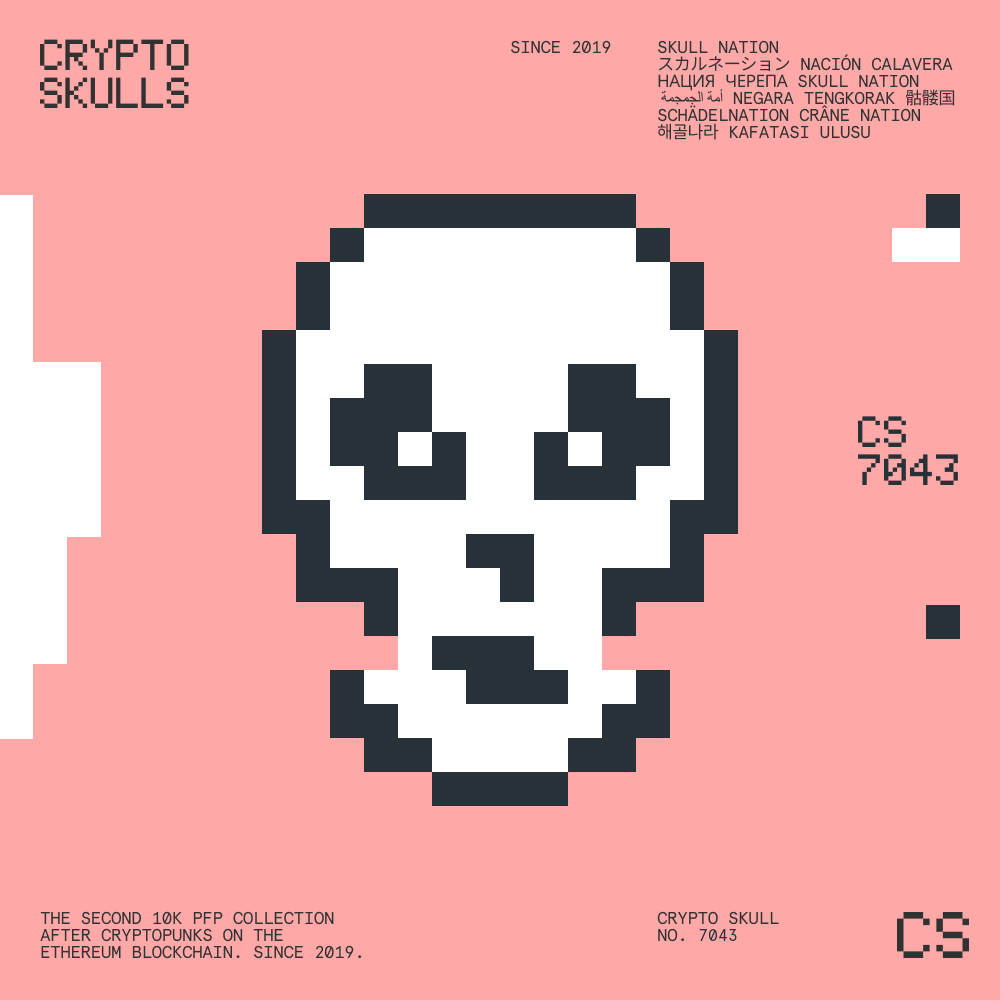 CRYPTO
SKULLS
SINCE 2019
SKULL NATION
スカルネーション NACIÓN CALAVERA
НАЦИЯ ЧЕРЕПА SKULL NATION
أمة الجمجمة NEGARA TENGKORAK 骷髅国
SCHÄDELNATION CRÂNE NATION
해골나라 KAFATASI ULUSU
CS
7043
THE SECOND 10K PFP COLLECTION
AFTER CRYPTOPUNKS ON THE
ETHEREUM BLOCKCHAIN. SINCE 2019.
CRYPTO SKULL
NO. 7043
CS